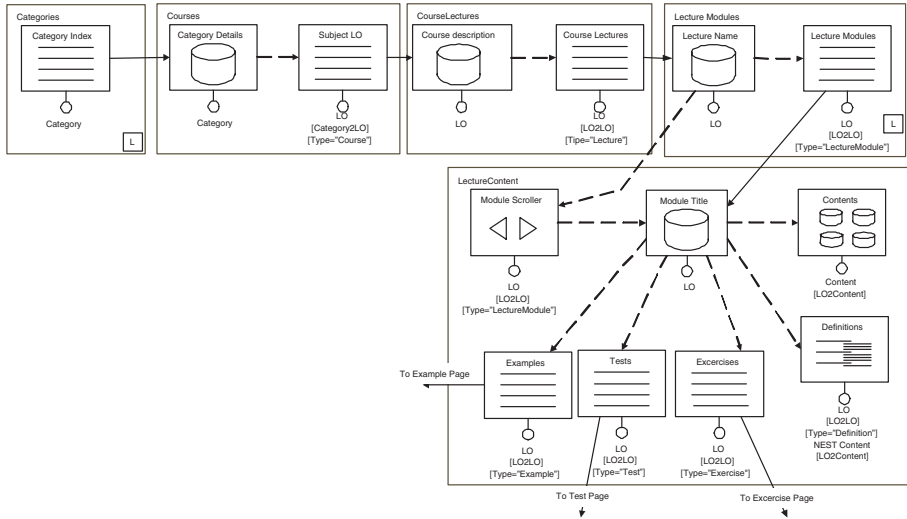 Categories
Category Index
Category
L
Courses
Category Details
Category
Subject LO
LO
[Category2LO]
[Type="Course"]
CourseLectures
Course description
LO
Course Lectures
LO
[LO2LO]
[Tipe="Lecture"]
Lecture Modules
Lecture Name
LO
Lecture Modules
LO
[LO2LO]
[Type="LectureModule"]
L
LectureContent
Module Scroller
LO
[LO2LO]
[Type="LectureModule"]
Module Title
LO
Contents
Content
[LO2Content]
Definitions
LO
[LO2LO]
[Type="Definition"]
NEST Content
[LO2Content]
To Example Page
Examples
LO
[LO2LO]
[Type="Example"]
Tests
LO
[LO2LO]
[Type="Test"]
Excercises
LO
[LO2LO]
[Type="Exercise"]
To Test Page
To Excercise Page